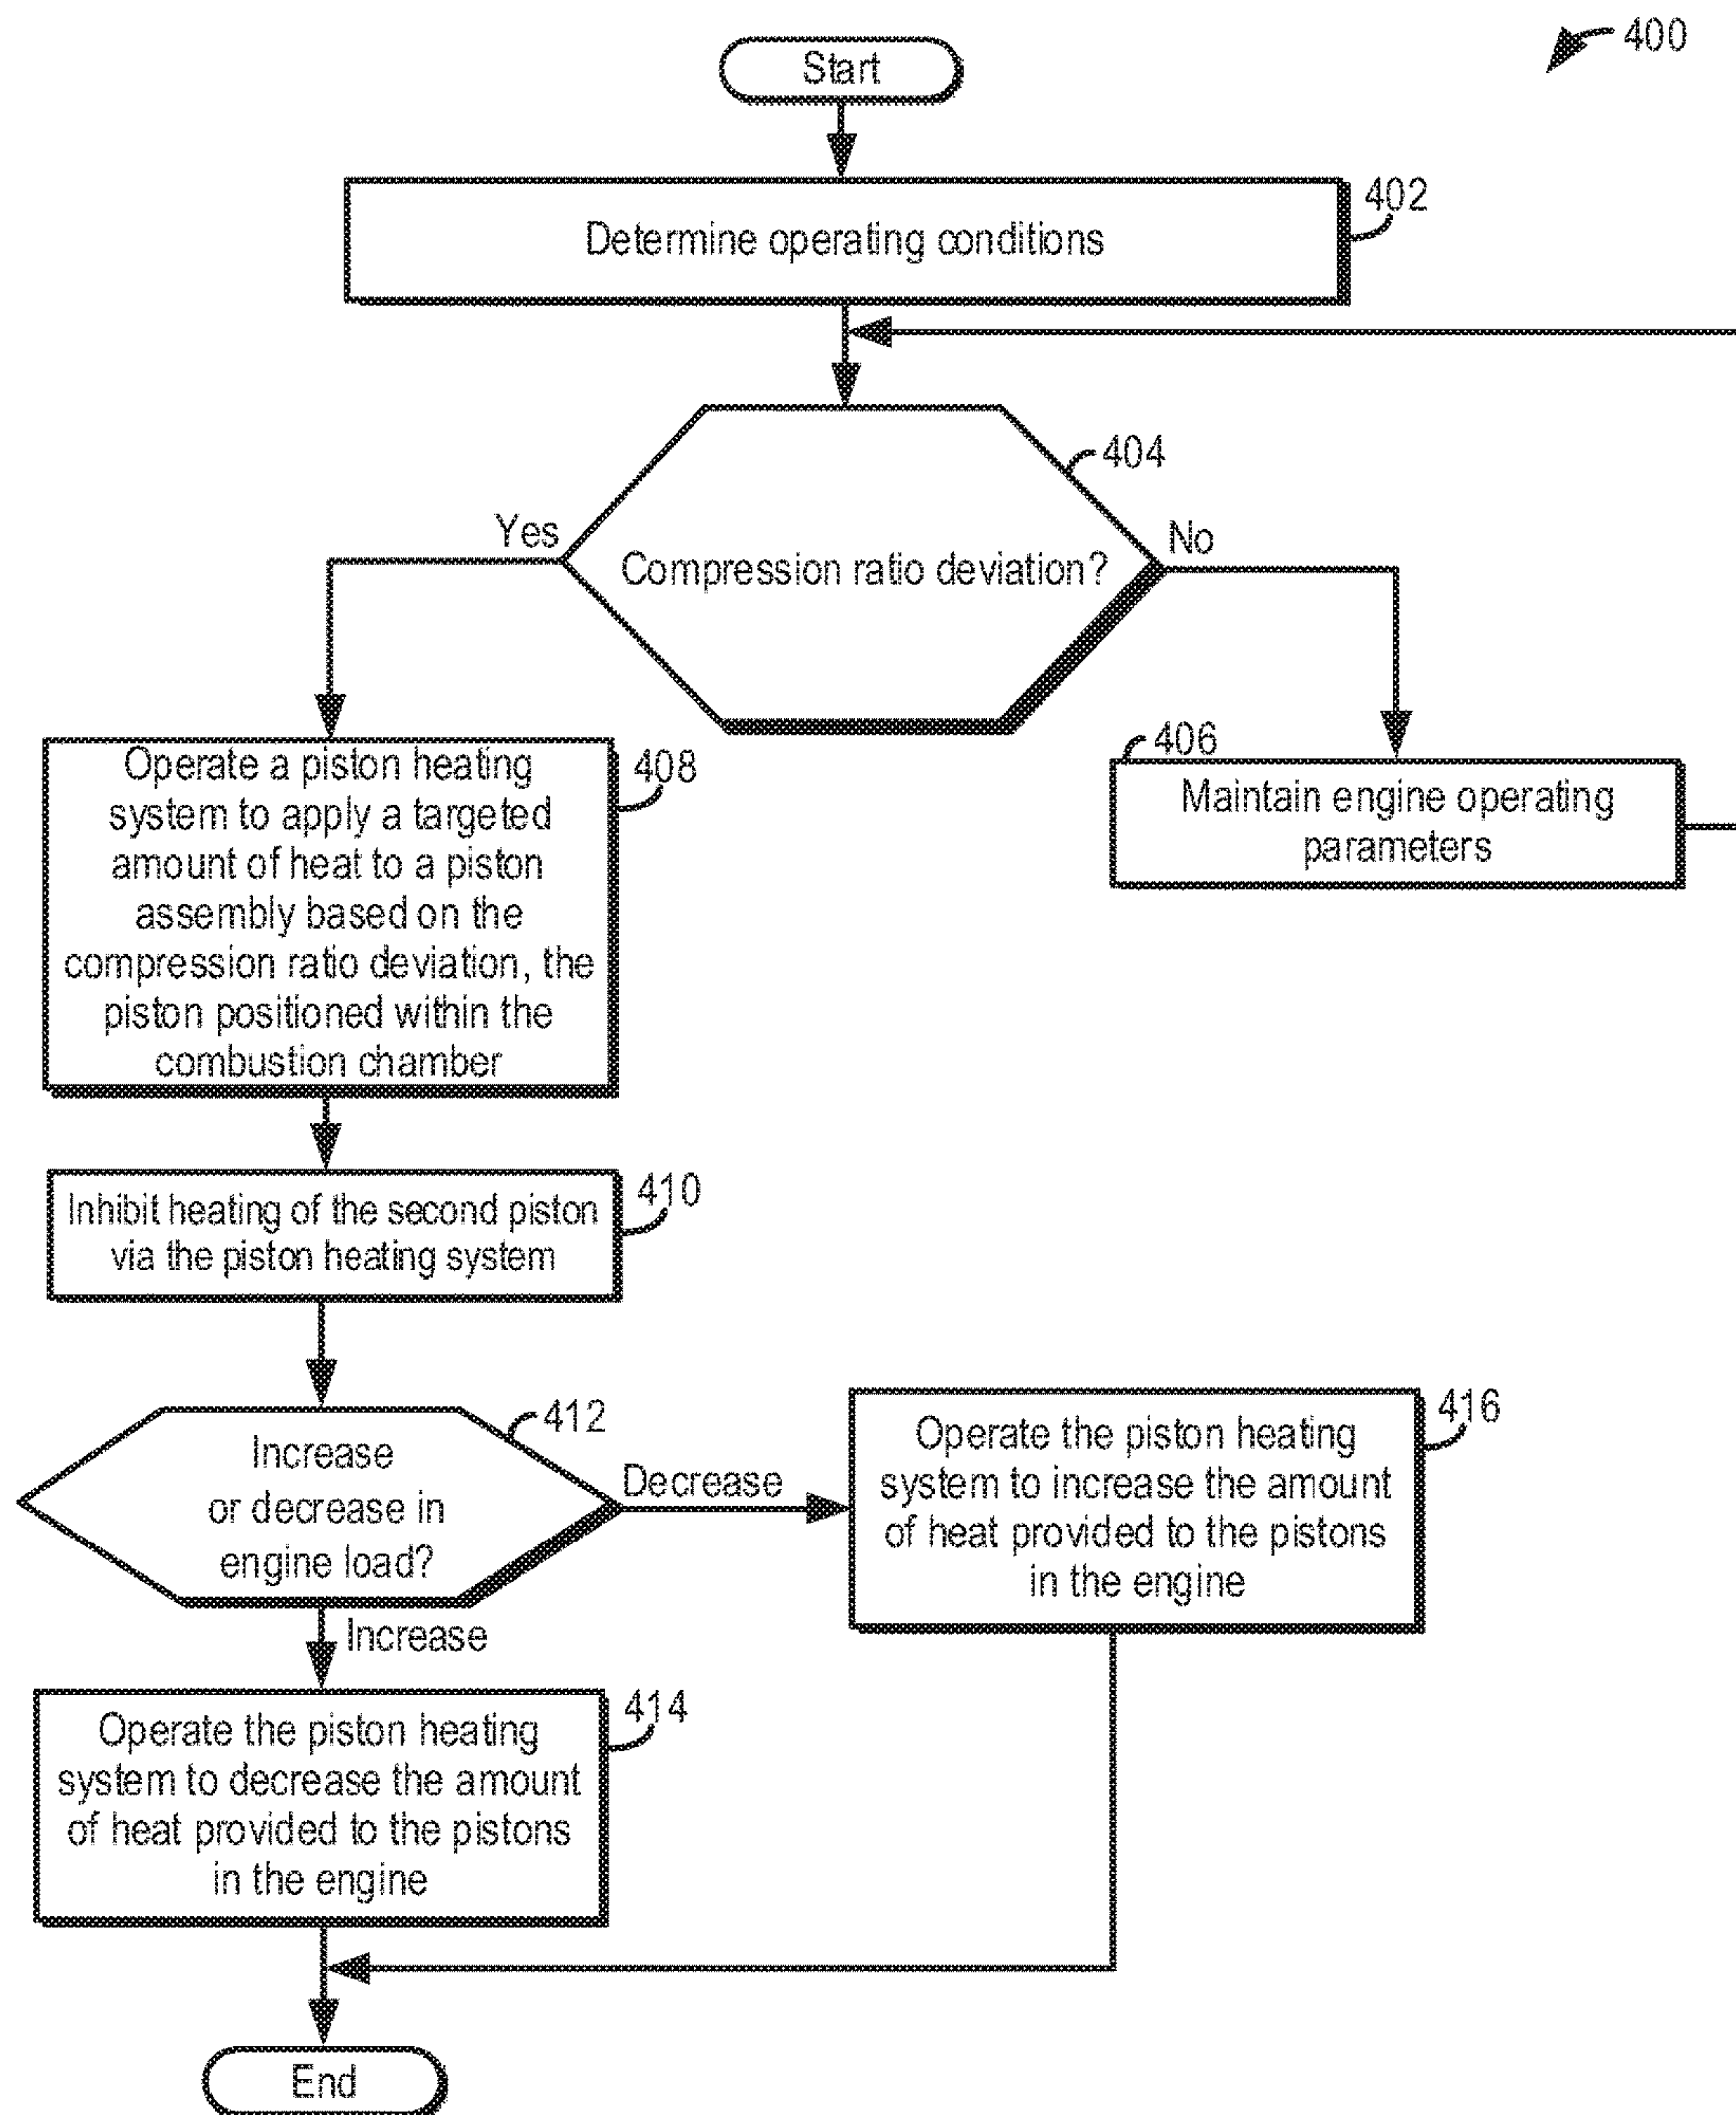 400
Start
402
Determine operating conditions
404
Yes
No
Compression ratio deviation?
406
Maintain engine operating
parameters
408
Operate a piston heating
system to apply a targeted
amount of heat to a piston
assembly based on the
compression ratio deviation, the
piston positioned within the
combustion chamber
410
Inhibit heating of the second piston
via the piston heating system
412
Increase
or decrease in
engine load?
Decrease
416
Operate the piston heating
system to increase the amount
of heat provided to the pistons
in the engine
Increase
414
Operate the piston heating
system to decrease the amount
of heat provided to the pistons
in the engine
End